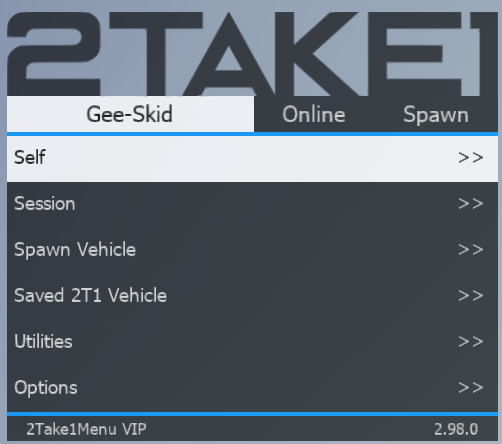 2TAKE1
Gee-Skid Online Spawn
Self >>
Session >>
Spawn Vehicle >>
Saved 2T1 Vehicle >>
Utilities >>
Options >>
2Take1Menu VIP 2.98.0